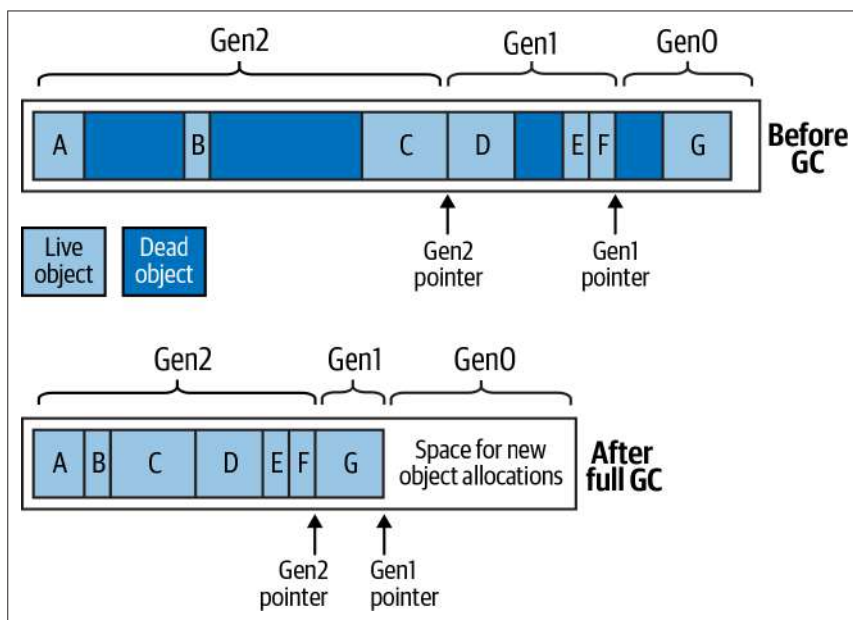 Gen2 Gen1 Gen0
A B C D E F G
Before
GC
Gen2
pointer
Gen1
pointer
Live
object
Dead
object
Gen2 Gen1 Gen0
A B C D E F G
Space for new
object allocations
After
full GC
Gen2
pointer
Gen1
pointer